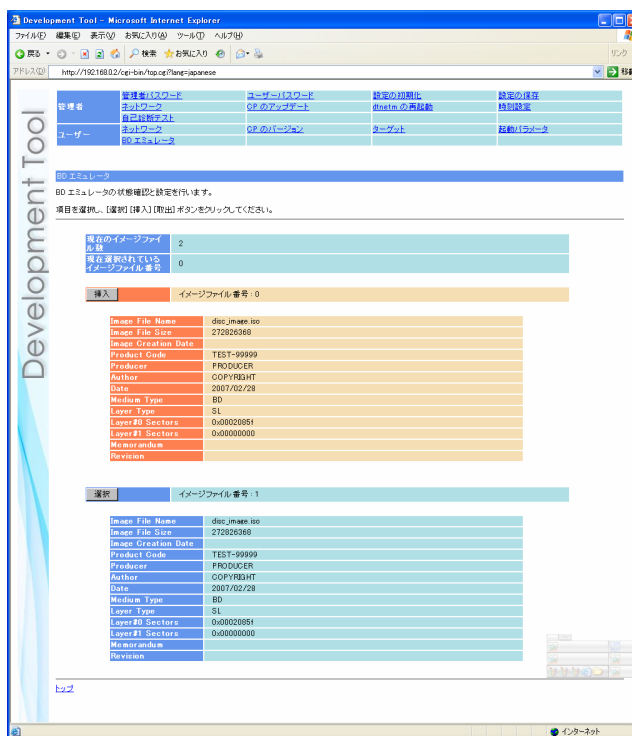 Development Tool - Microsoft Internet Explorer
ファイル(F) 編集(E) 表示(V) お気に入り(A) ツール(T) ヘルプ(H)
戻る 検索 お気に入り リンク
アドレス(D) http://192.168.0.2/cgi-bin/top.cgi?lang=japanese 移動
Development Tool
管理者 管理者パスワード ユーザーパスワード 設定の初期化 設定の保存
ネットワーク CP のアップデート dtnetm の再起動 時刻設定
自己診断テスト
ユーザー ネットワーク CP のバージョン ターゲット 起動パラメータ
BD エミュレータ
BD エミュレータ
BD エミュレータの状態確認と設定を行います。
項目を選択し、[選択] [挿入] [取出] ボタンをクリックしてください。
現在のイメージファイル数 2
現在選択されているイメージファイル番号 0
挿入 イメージファイル番号 : 0
Image File Name disc_image.iso
Image File Size 272826368
Image Creation Date
Product Code TEST-99999
Producer PRODUCER
Author COPYRIGHT
Date 2007/02/28
Medium Type BD
Layer Type SL
Layer#0 Sectors 0x0002085f
Layer#1 Sectors 0x00000000
Memorandum
Revision
選択 イメージファイル番号 : 1
Image File Name disc_image.iso
Image File Size 272826368
Image Creation Date
Product Code TEST-99999
Producer PRODUCER
Author COPYRIGHT
Date 2007/02/28
Medium Type BD
Layer Type SL
Layer#0 Sectors 0x0002085f
Layer#1 Sectors 0x00000000
Memorandum
Revision
トップ
インターネット